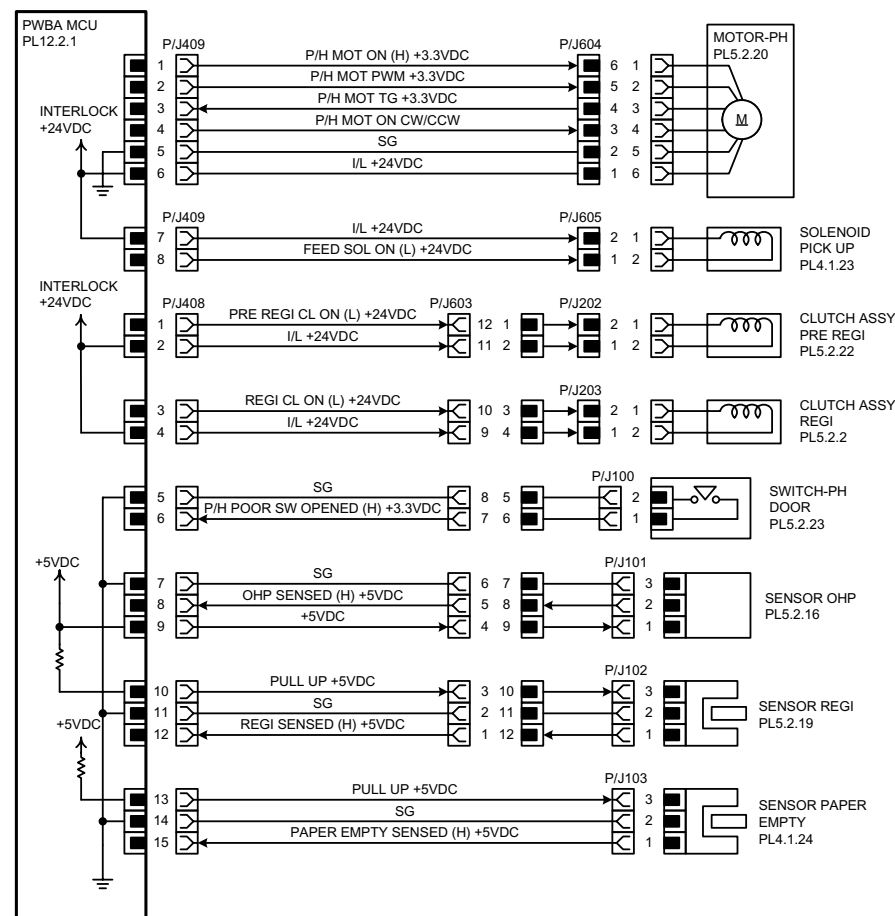 PWBA MCU
PL12.2.1
P/J409
P/J604
MOTOR-PH
PL5.2.20
1 P/H MOT ON (H) +3.3VDC 6 1
2 P/H MOT PWM +3.3VDC 5 2
3 P/H MOT TG +3.3VDC 4 3
4 P/H MOT ON CW/CCW 3 4
5 SG 2 5
6 I/L +24VDC 1 6
M
INTERLOCK
+24VDC
P/J409
P/J605
7 I/L +24VDC 2 1
8 FEED SOL ON (L) +24VDC 1 2
SOLENOID
PICK UP
PL4.1.23
INTERLOCK
+24VDC
P/J408
P/J603
P/J202
1 PRE REGI CL ON (L) +24VDC 12 1 2 1
2 I/L +24VDC 11 2 1 2
CLUTCH ASSY
PRE REGI
PL5.2.22
P/J203
3 REGI CL ON (L) +24VDC 10 3 2 1
4 I/L +24VDC 9 4 1 2
CLUTCH ASSY
REGI
PL5.2.2
P/J100
5 SG 8 5 2
6 P/H POOR SW OPENED (H) +3.3VDC 7 6 1
SWITCH-PH
DOOR
PL5.2.23
+5VDC
P/J101
7 SG 6 7 3
8 OHP SENSED (H) +5VDC 5 8 2
9 +5VDC 4 9 1
SENSOR OHP
PL5.2.16
P/J102
10 PULL UP +5VDC 3 10 3
11 SG 2 11 2
12 REGI SENSED (H) +5VDC 1 12 1
SENSOR REGI
PL5.2.19
+5VDC
P/J103
13 PULL UP +5VDC 3
14 SG 2
15 PAPER EMPTY SENSED (H) +5VDC 1
SENSOR PAPER
EMPTY
PL4.1.24